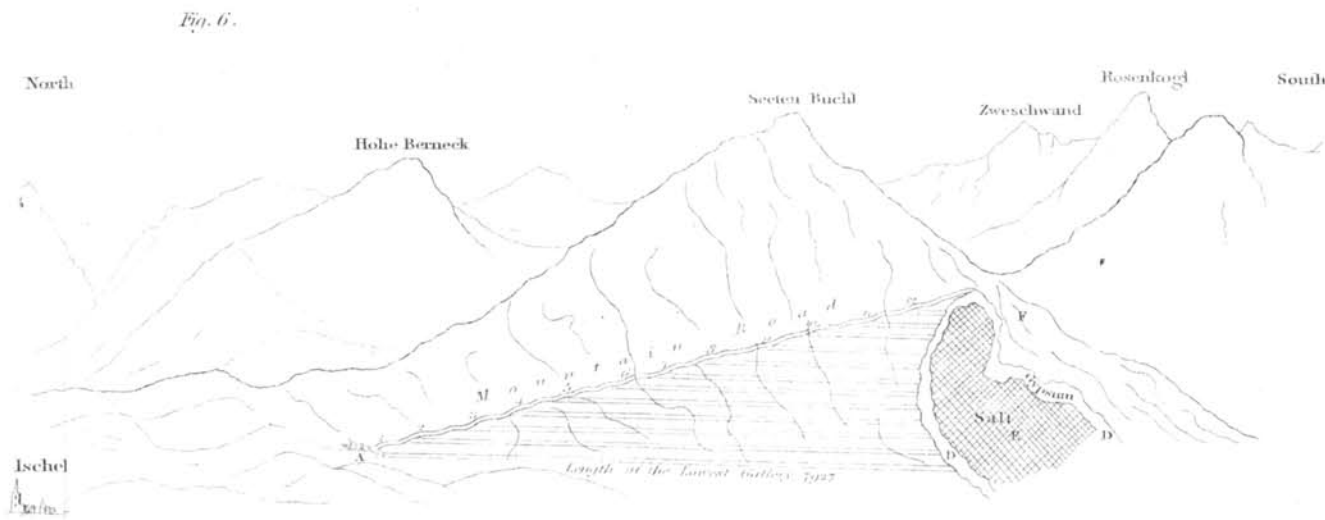 Fig. 6.
North
Hohe Berneck
Seeten Buchl
Zweschwand
Rosenkogl
South
Mountain Road
F
Gypsum
Salt
E
D
D
A
Ischel
Length of the Lowest Gallery 7927